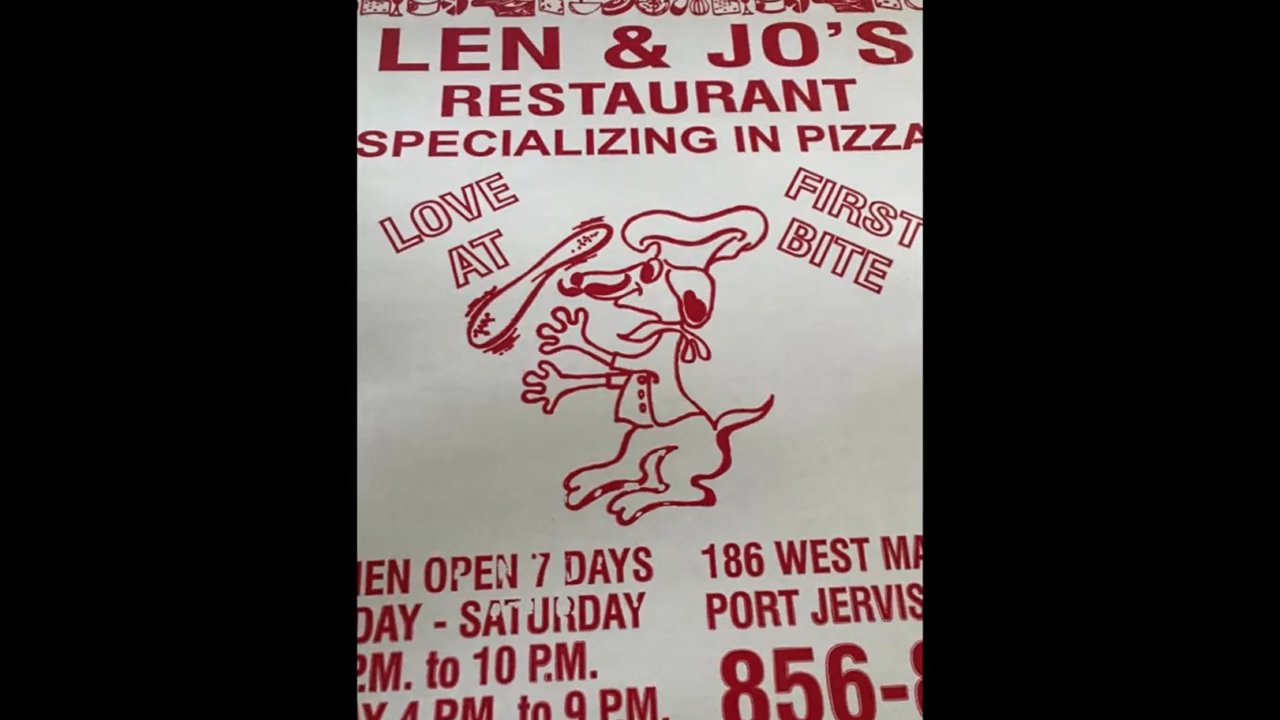 LEN & JO'S
RESTAURANT
SPECIALIZING IN PIZZA
LOVE
AT
FIRST
BITE
OPEN 7 DAYS
DAY - SATURDAY
P.M. to 10 P.M.
4 P.M. to 9 P.M.
186 WEST
PORT JERVIS
856-